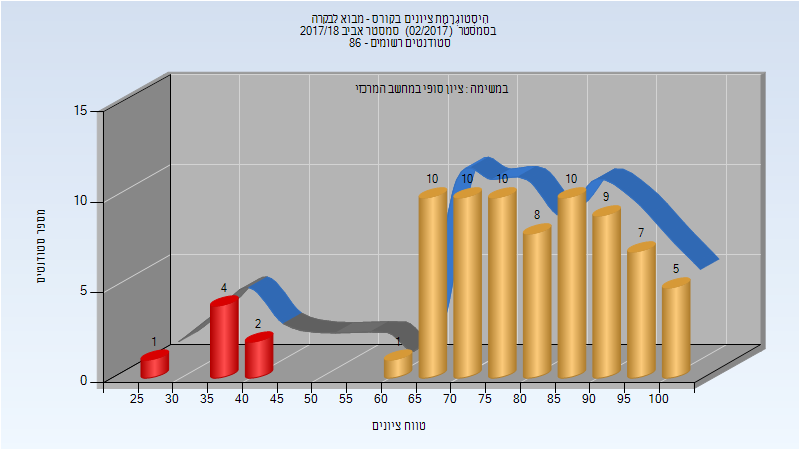 היסטוגרמת ציונים בקורס - מבוא לבקרה
בסמסטר (02/2017) סמסטר אביב 2017/18
סטודנטים רשומים - 86
במשימה : ציון סופי במחשב המרכזי
מספר סטודנטים
15
10
5
0
1
4
2
1
10
10
10
8
10
9
7
5
25 30 35 40 45 50 55 60 65 70 75 80 85 90 95 100
טווח ציונים